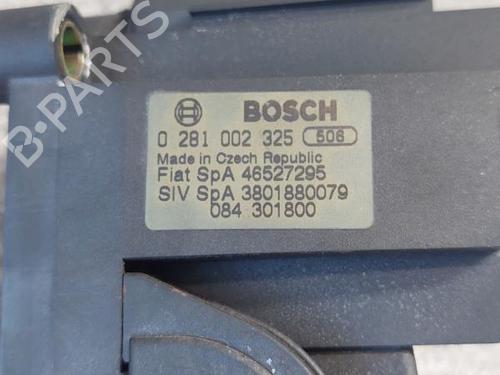 BOSCH
0 281 002 325 506
Made in Czech Republic
Fiat SpA 46527295
SIV SpA 3801880079
084 301800
B-PARTS